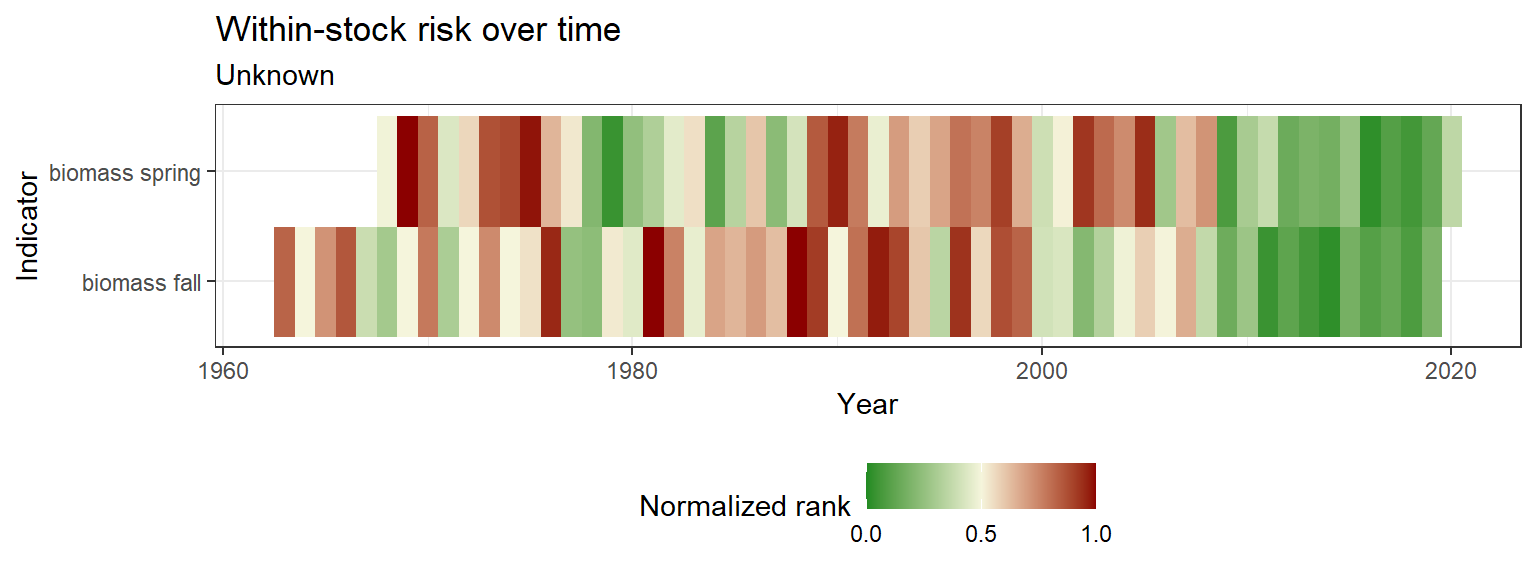 Within-stock risk over time
Unknown
Indicator
biomass spring
biomass fall
1960 1980 2000 2020
Year
Normalized rank
0.0 0.5 1.0